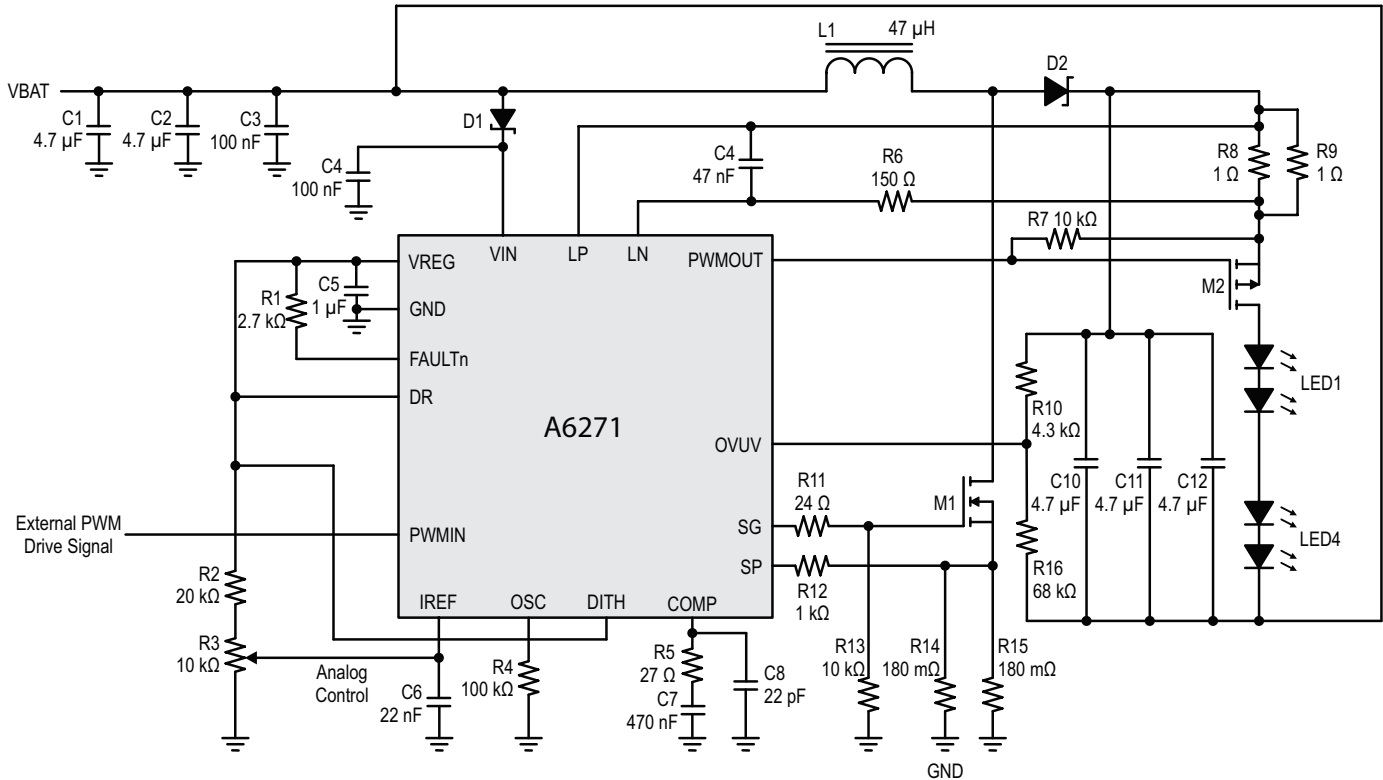 L1 47 µH
D2
VBAT
C1
4.7 µF
C2
4.7 µF
C3
100 nF
D1
C4
100 nF
C4
47 nF
R6
150 Ω
R8
1 Ω
R9
1 Ω
R7 10 kΩ
VIN
LP
LN
VREG
PWMOUT
M2
R1
2.7 kΩ
C5
1 µF
GND
FAULTn
DR
LED1
A6271
OVUV
R10
4.3 kΩ
C10
4.7 µF
C11
4.7 µF
C12
4.7 µF
R11
24 Ω
M1
LED4
External PWM
Drive Signal
PWMIN
SG
SP
R12
1 kΩ
R16
68 kΩ
R2
20 kΩ
IREF
OSC
DITH
COMP
R3
10 kΩ
Analog
Control
C6
22 nF
R4
100 kΩ
R5
27 Ω
C7
470 nF
C8
22 pF
R13
10 kΩ
R14
180 mΩ
R15
180 mΩ
GND